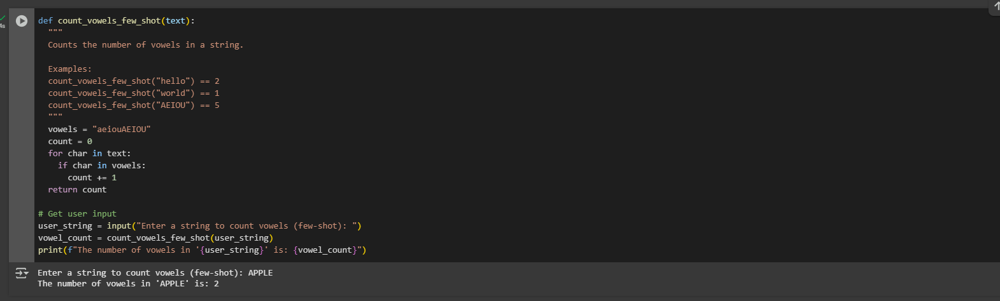 4s
def count_vowels_few_shot(text):
  """
  Counts the number of vowels in a string.

  Examples:
  count_vowels_few_shot("hello") == 2
  count_vowels_few_shot("world") == 1
  count_vowels_few_shot("AEIOU") == 5
  """
  vowels = "aeiouAEIOU"
  count = 0
  for char in text:
    if char in vowels:
      count += 1
  return count

# Get user input
user_string = input("Enter a string to count vowels (few-shot): ")
vowel_count = count_vowels_few_shot(user_string)
print(f"The number of vowels in '{user_string}' is: {vowel_count}")
Enter a string to count vowels (few-shot): APPLE
The number of vowels in 'APPLE' is: 2